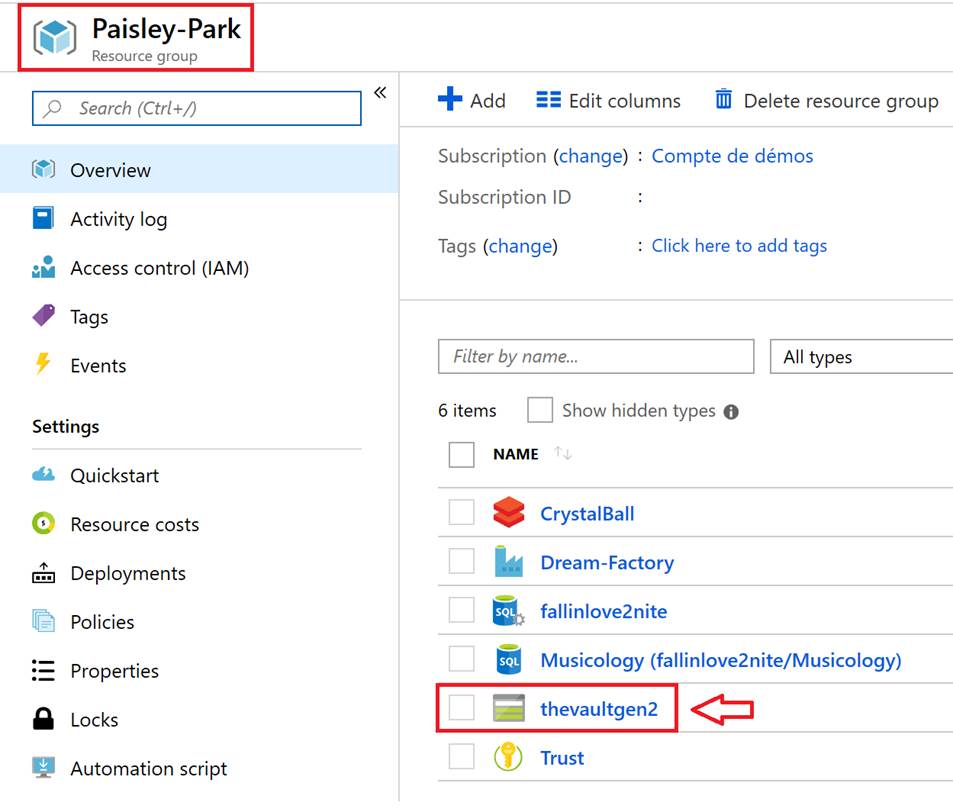 Paisley-Park
Resource group
Search (Ctrl+/)
«
Overview
Activity log
Access control (IAM)
Tags
Events
Settings
Quickstart
Resource costs
Deployments
Policies
Properties
Locks
Automation script
Add
Edit columns
Delete resource group
Subscription (change) : Compte de démos
Subscription ID :
Tags (change) : Click here to add tags
Filter by name...
All types
6 items
Show hidden types
NAME
CrystalBall
Dream-Factory
SQL fallinlove2nite
SQL Musicology (fallinlove2nite/Musicology)
thevaultgen2
Trust